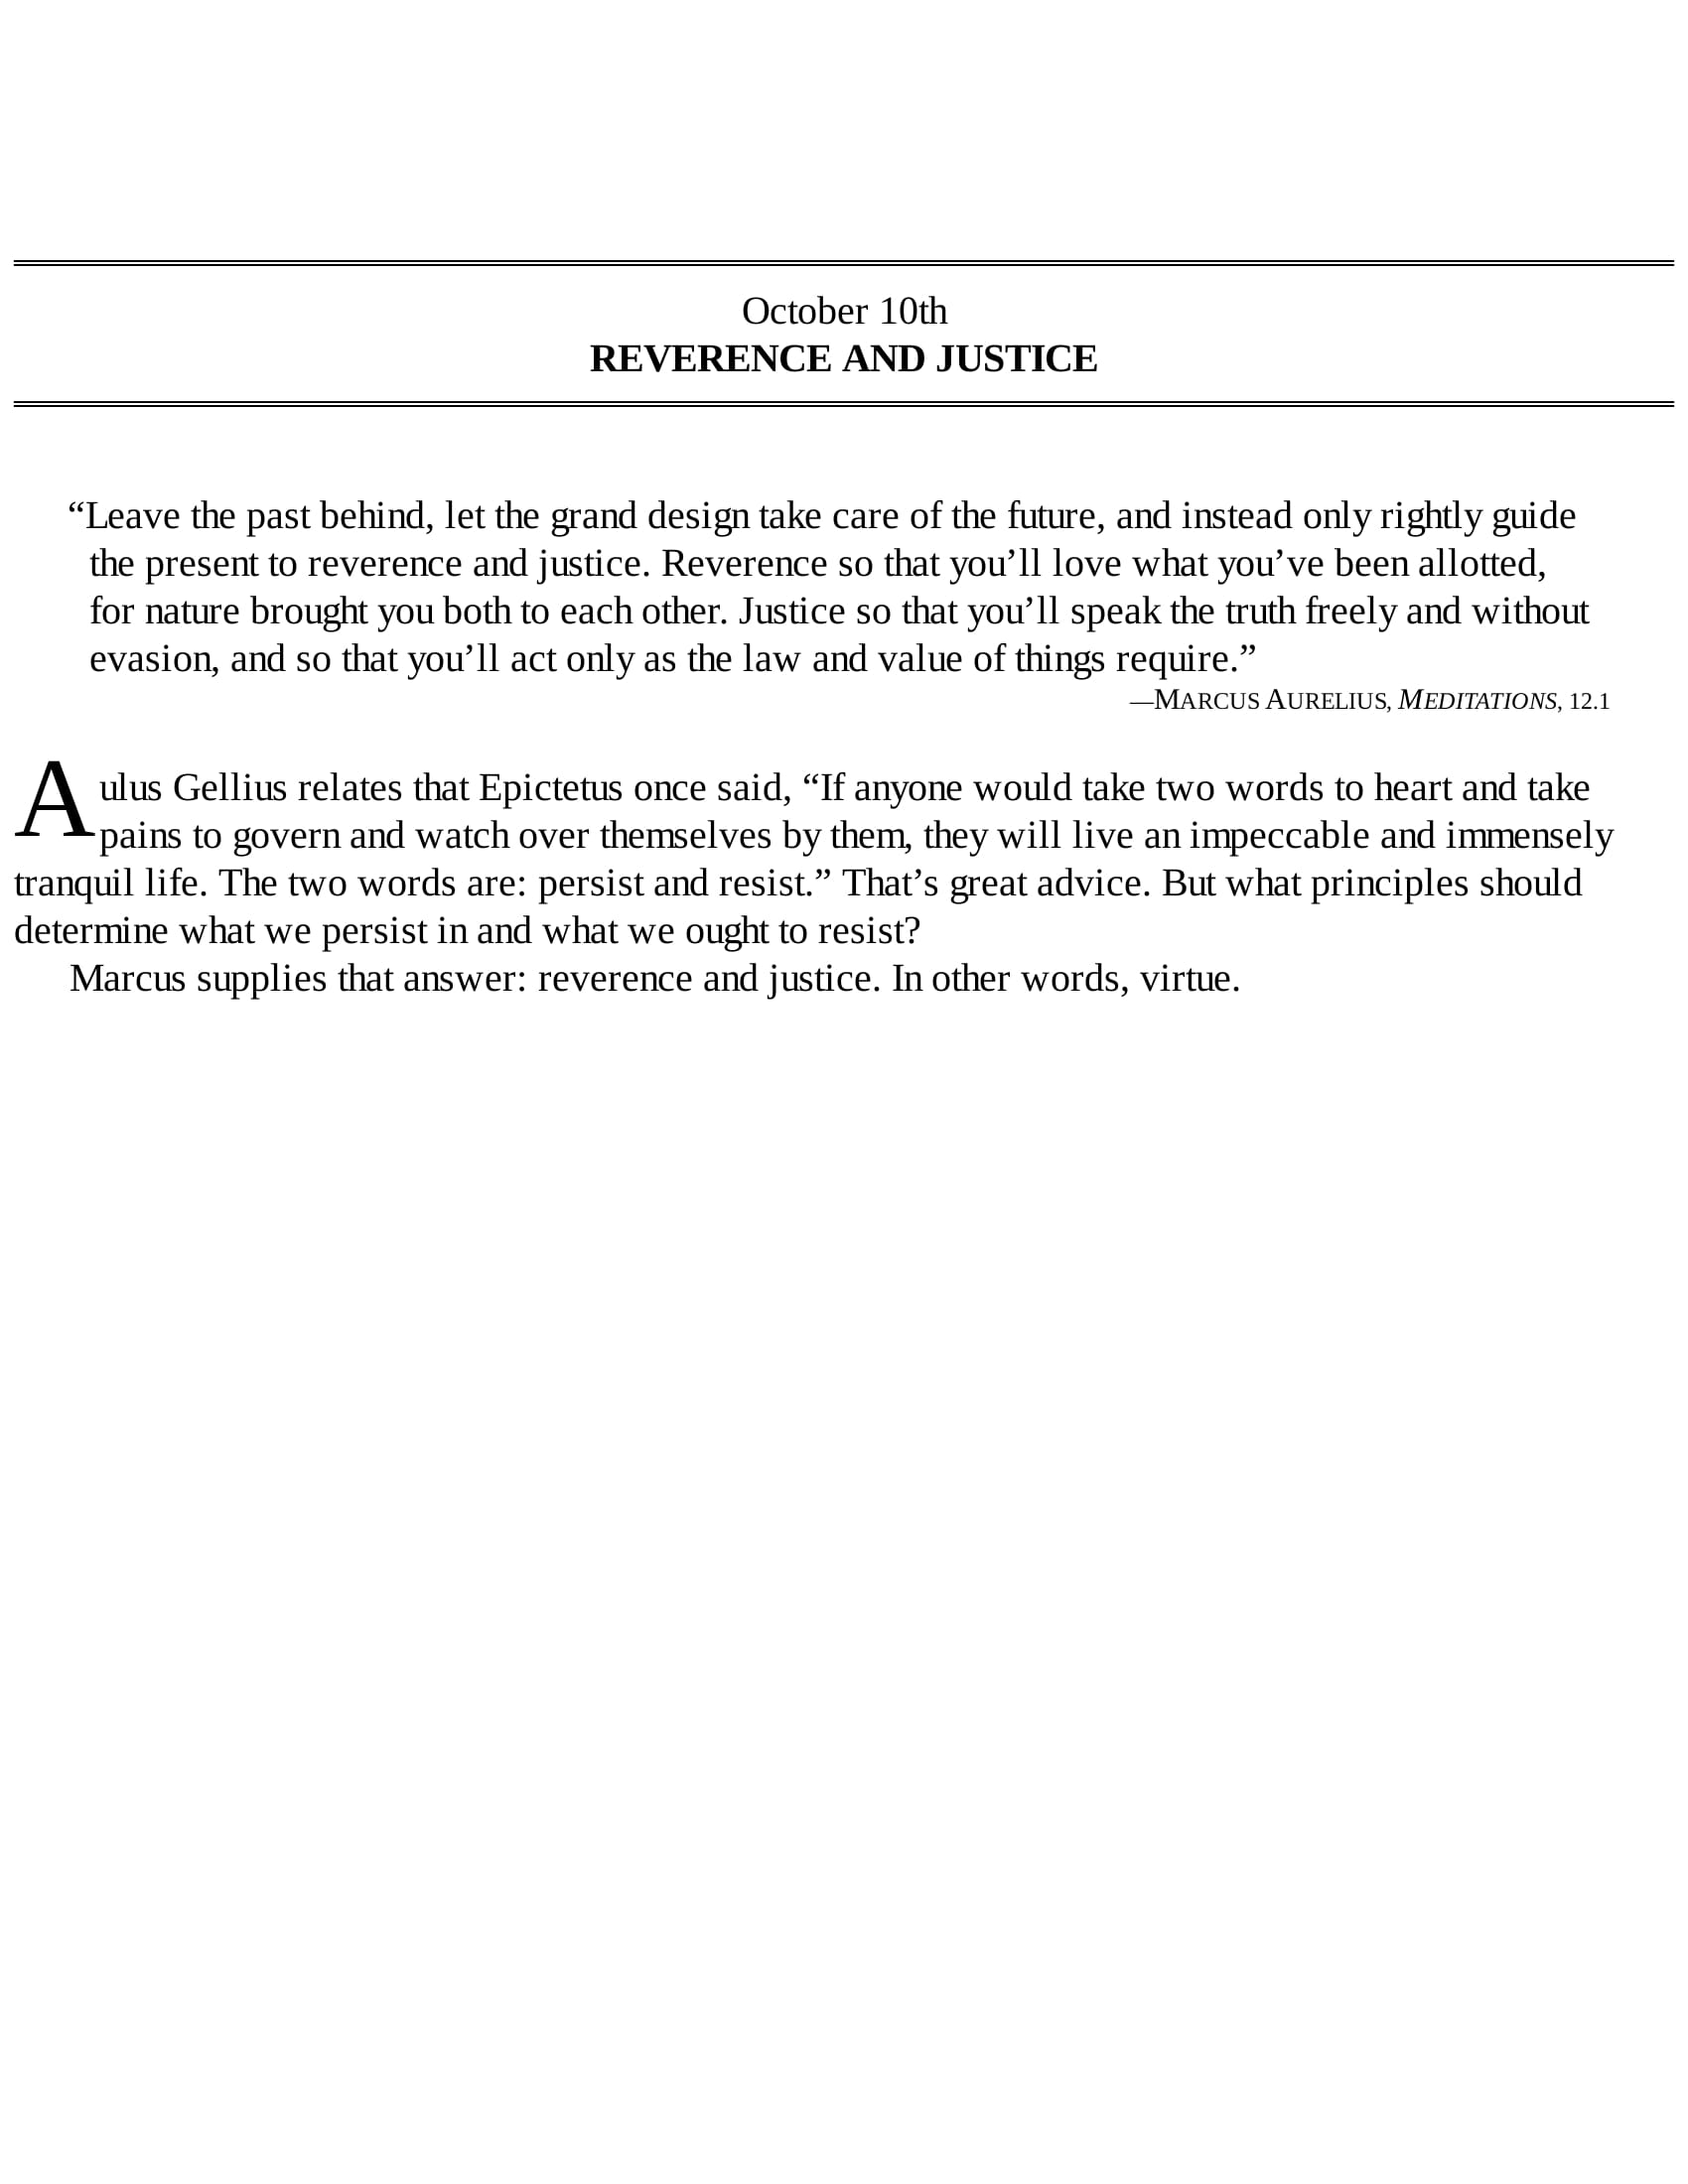 October 10th
REVERENCE AND JUSTICE
“Leave the past behind, let the grand design take care of the future, and instead only rightly guide
the present to reverence and justice. Reverence so that you’ll love what you’ve been allotted,
for nature brought you both to each other. Justice so that you’ll speak the truth freely and without
evasion, and so that you’ll act only as the law and value of things require.”
—MARCUS AURELIUS, MEDITATIONS, 12.1
Aulus Gellius relates that Epictetus once said, “If anyone would take two words to heart and take
pains to govern and watch over themselves by them, they will live an impeccable and immensely
tranquil life. The two words are: persist and resist.” That’s great advice. But what principles should
determine what we persist in and what we ought to resist?
Marcus supplies that answer: reverence and justice. In other words, virtue.